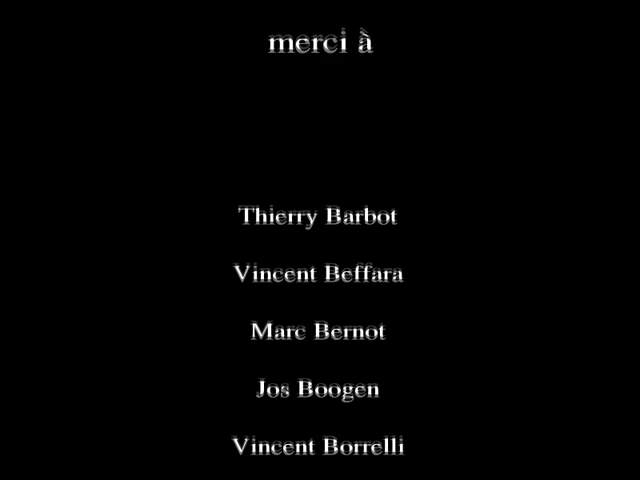 merci à
Thierry Barbot
Vincent Beffara
Marc Bernot
Jos Boogen
Vincent Borrelli